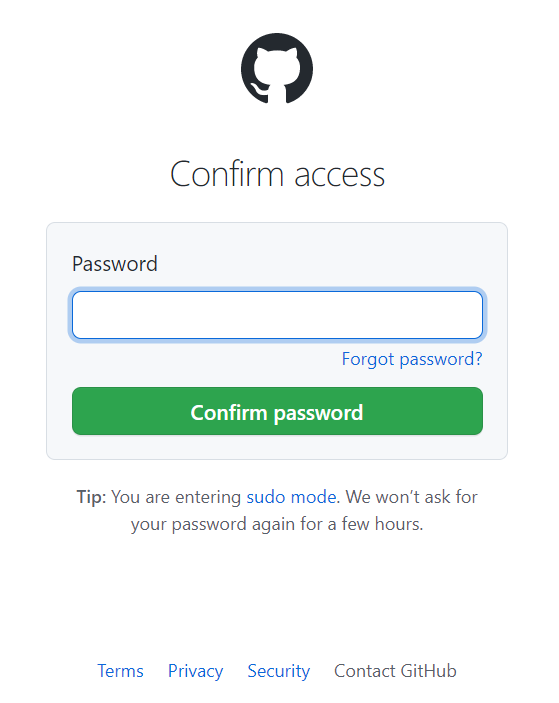 Confirm access
Password
Forgot password?
Confirm password
Tip: You are entering sudo mode. We won’t ask for
your password again for a few hours.
Terms Privacy Security Contact GitHub